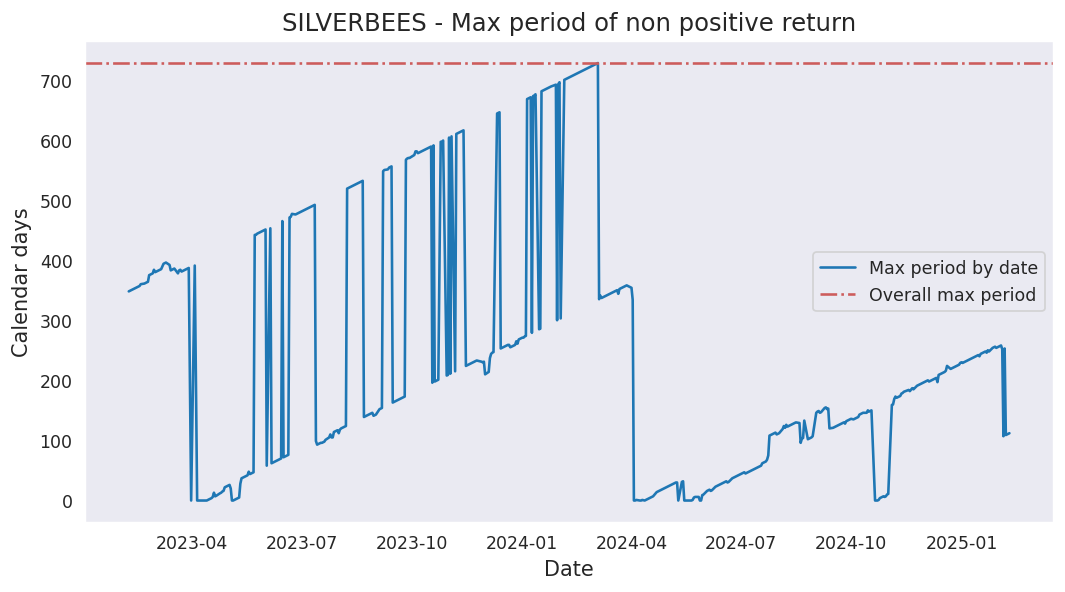 SILVERBEES - Max period of non positive return
Calendar days
700
600
500
400
300
200
100
0
Max period by date
Overall max period
2023-04 2023-07 2023-10 2024-01 2024-04 2024-07 2024-10 2025-01
Date